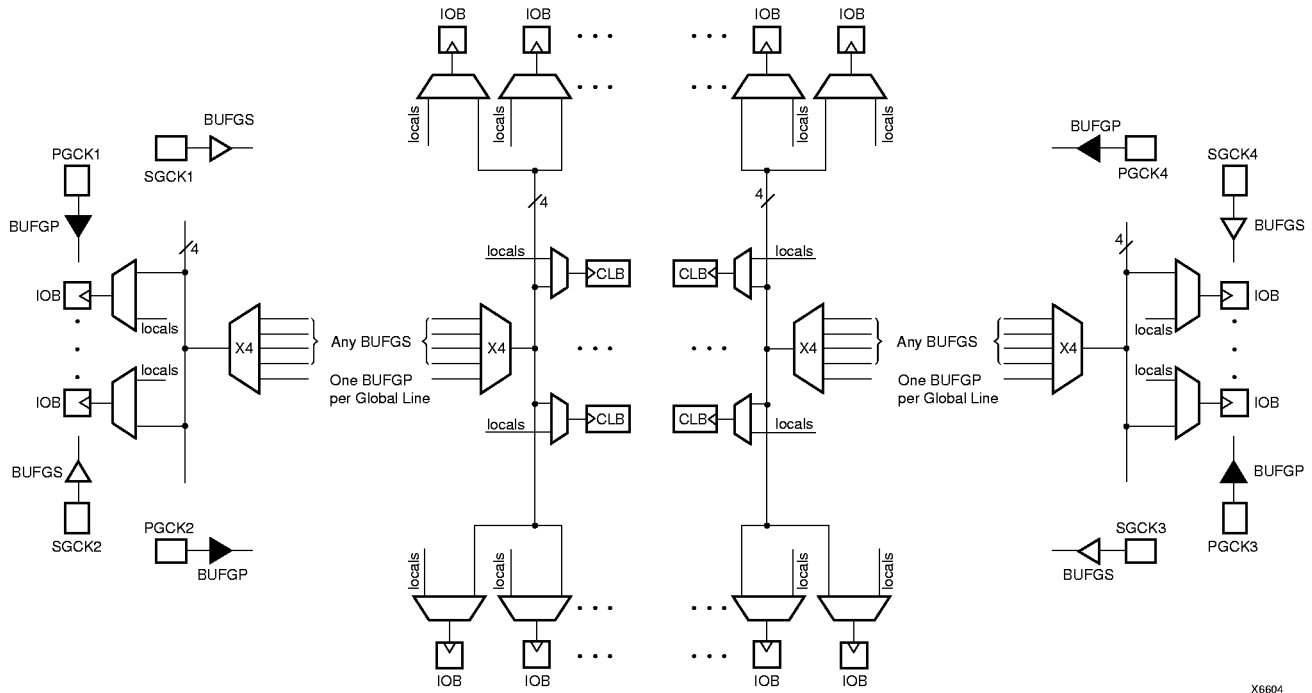 IOB IOB IOB IOB
locals locals locals locals
BUFGS BUFGP
PGCK1 SGCK4
SGCK1 PGCK4
BUFGP BUFGS
4 4 4 4
locals locals
CLB CLB
IOB IOB
locals locals
X4 Any BUFGS X4 X4 Any BUFGS X4
locals locals
One BUFGP One BUFGP
per Global Line per Global Line
IOB IOB
CLB CLB
locals locals
BUFGS BUFGP
PGCK2 SGCK3
SGCK2 PGCK3
BUFGP BUFGS
locals locals locals locals
IOB IOB IOB IOB
X6604